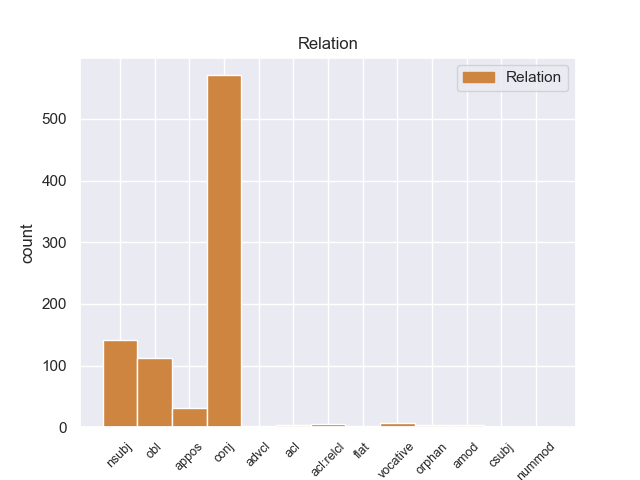 Relation
Relation
count
500
400
300
200
100
0
nsubj
obl
appos
conj
advcl
acl
acl:relcl
flat
vocative
orphan
amod
csubj
nummod